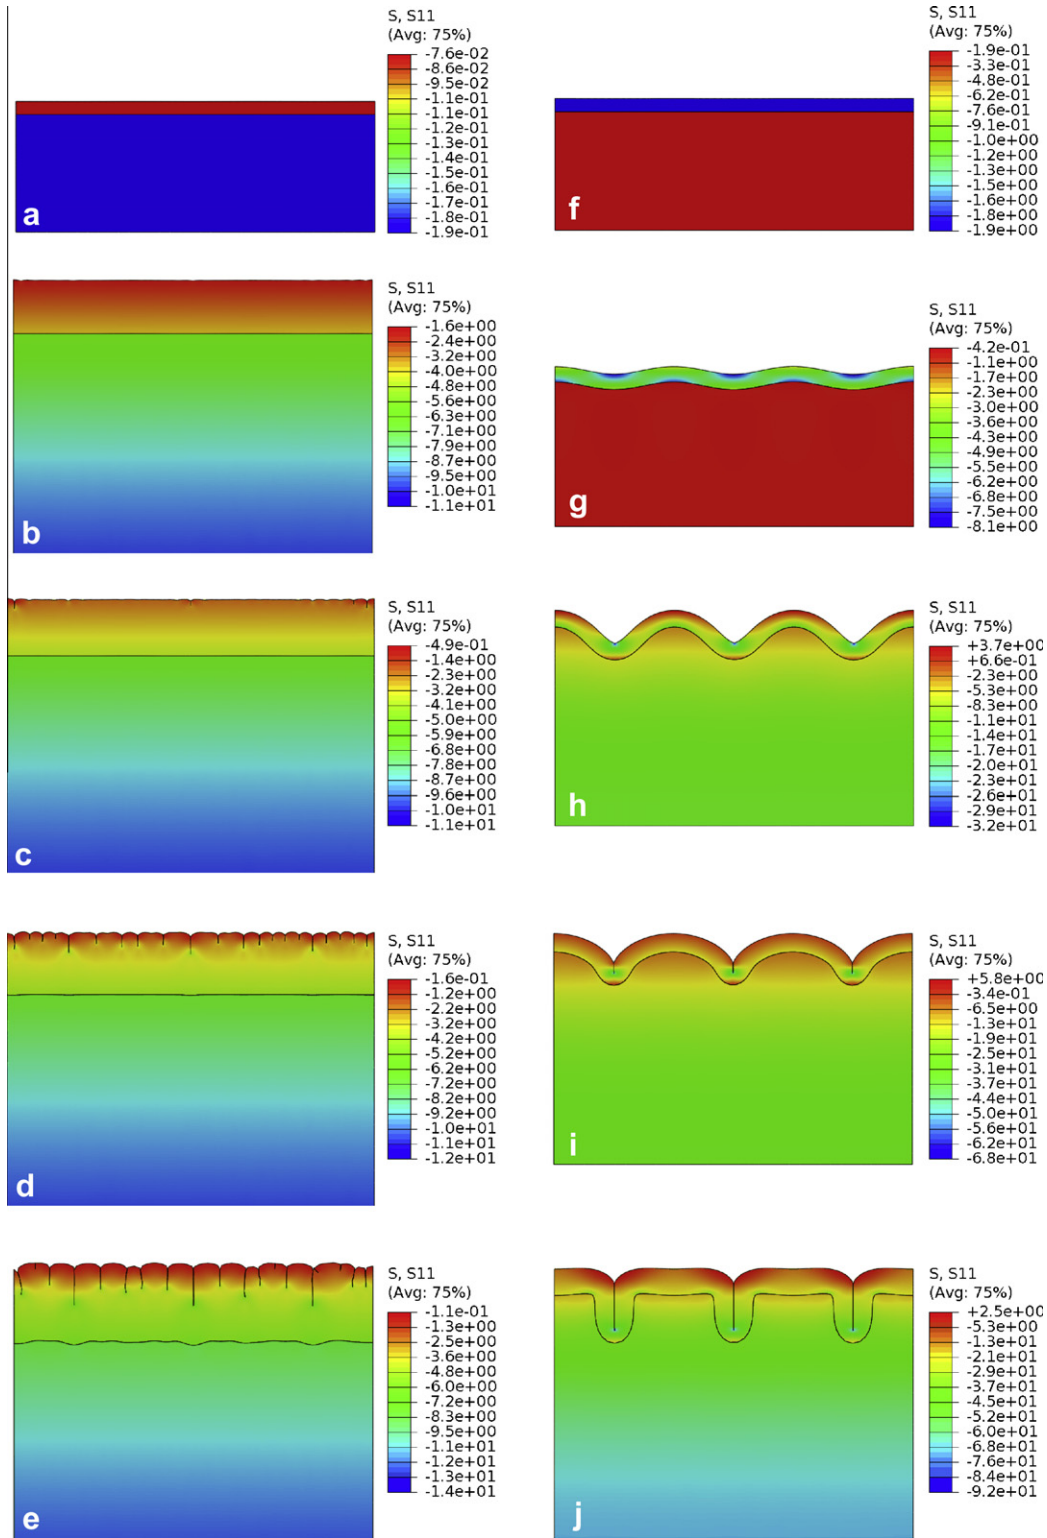 S, S11
(Avg: 75%)
-7.6e-02
-8.6e-02
-9.5e-02
-1.1e-01
-1.1e-01
-1.2e-01
-1.3e-01
-1.4e-01
-1.5e-01
-1.6e-01
-1.7e-01
-1.8e-01
-1.9e-01
a
S, S11
(Avg: 75%)
-1.9e-01
-3.3e-01
-4.8e-01
-6.2e-01
-7.6e-01
-9.1e-01
-1.0e+00
-1.2e+00
-1.3e+00
-1.5e+00
-1.6e+00
-1.8e+00
-1.9e+00
f
S, S11
(Avg: 75%)
-1.6e+00
-2.4e+00
-3.2e+00
-4.0e+00
-4.8e+00
-5.6e+00
-6.3e+00
-7.1e+00
-7.9e+00
-8.7e+00
-9.5e+00
-1.0e+01
-1.1e+01
b
S, S11
(Avg: 75%)
-4.2e-01
-1.1e+00
-1.7e+00
-2.3e+00
-3.0e+00
-3.6e+00
-4.3e+00
-4.9e+00
-5.5e+00
-6.2e+00
-6.8e+00
-7.5e+00
-8.1e+00
g
S, S11
(Avg: 75%)
-4.9e-01
-1.4e+00
-2.3e+00
-3.2e+00
-4.1e+00
-5.0e+00
-5.9e+00
-6.8e+00
-7.8e+00
-8.7e+00
-9.6e+00
-1.0e+01
-1.1e+01
c
S, S11
(Avg: 75%)
+3.7e+00
+6.6e-01
-2.3e+00
-5.3e+00
-8.3e+00
-1.1e+01
-1.4e+01
-1.7e+01
-2.0e+01
-2.3e+01
-2.6e+01
-2.9e+01
-3.2e+01
h
S, S11
(Avg: 75%)
-1.6e-01
-1.2e+00
-2.2e+00
-3.2e+00
-4.2e+00
-5.2e+00
-6.2e+00
-7.2e+00
-8.2e+00
-9.2e+00
-1.0e+01
-1.1e+01
-1.2e+01
d
S, S11
(Avg: 75%)
+5.8e+00
-3.4e-01
-6.5e+00
-1.3e+01
-1.9e+01
-2.5e+01
-3.1e+01
-3.7e+01
-4.4e+01
-5.0e+01
-5.6e+01
-6.2e+01
-6.8e+01
i
S, S11
(Avg: 75%)
-1.1e-01
-1.3e+00
-2.5e+00
-3.6e+00
-4.8e+00
-6.0e+00
-7.2e+00
-8.3e+00
-9.5e+00
-1.1e+01
-1.2e+01
-1.3e+01
-1.4e+01
e
S, S11
(Avg: 75%)
+2.5e+00
-5.3e+00
-1.3e+01
-2.1e+01
-2.9e+01
-3.7e+01
-4.5e+01
-5.2e+01
-6.0e+01
-6.8e+01
-7.6e+01
-8.4e+01
-9.2e+01
j